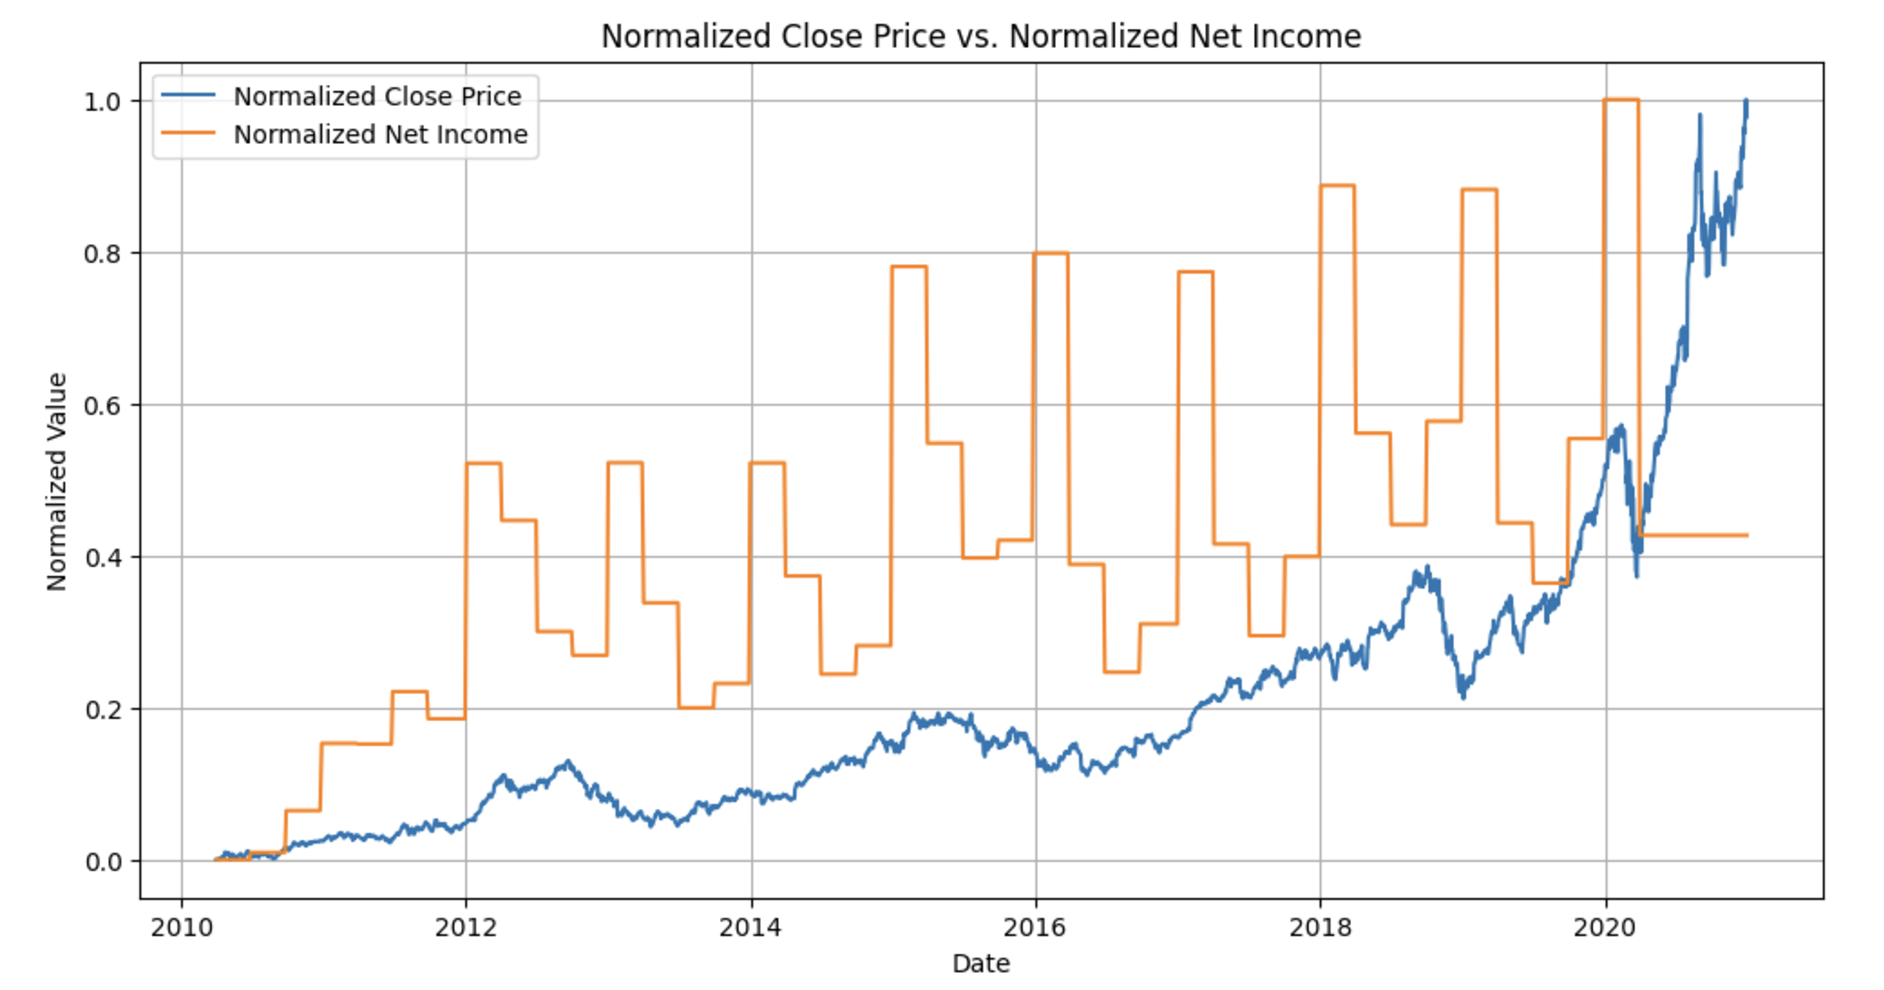 Normalized Close Price vs. Normalized Net Income
Normalized Close Price
Normalized Net Income
1.0
0.8
0.6
0.4
0.2
0.0
Normalized Value
2010 2012 2014 2016 2018 2020
Date